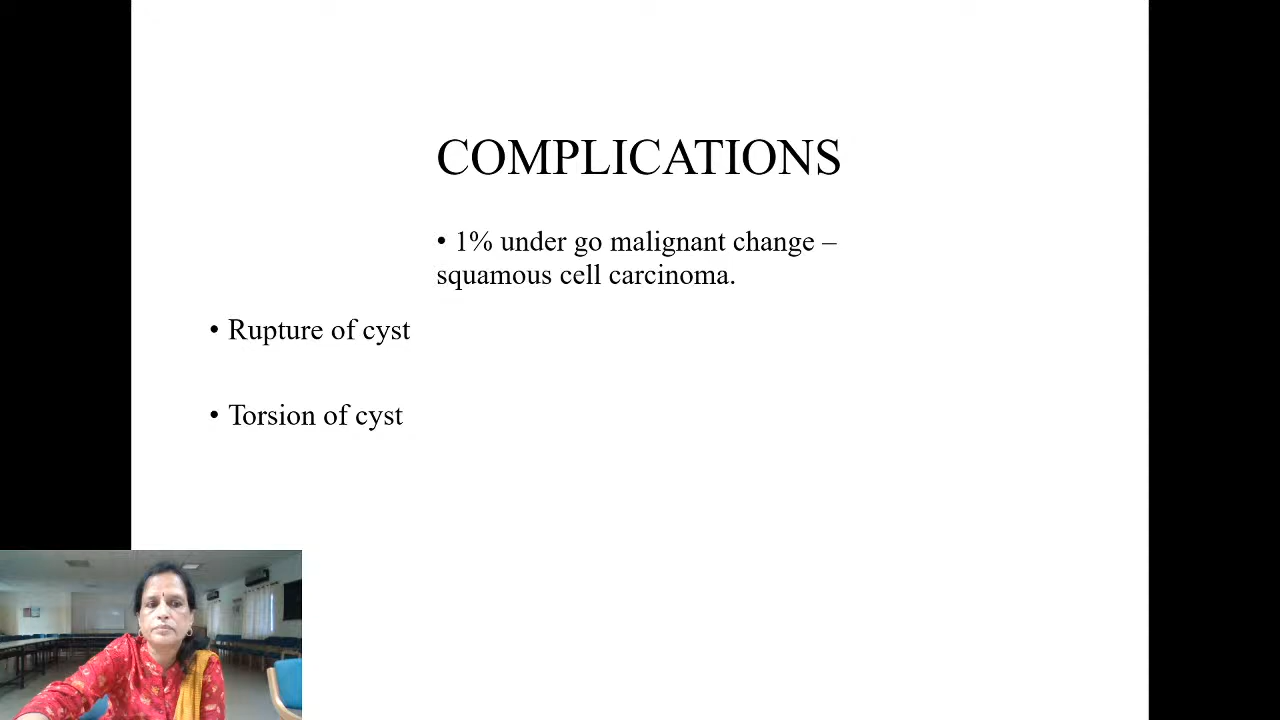 COMPLICATIONS
• 1% under go malignant change –
squamous cell carcinoma.
• Rupture of cyst
• Torsion of cyst